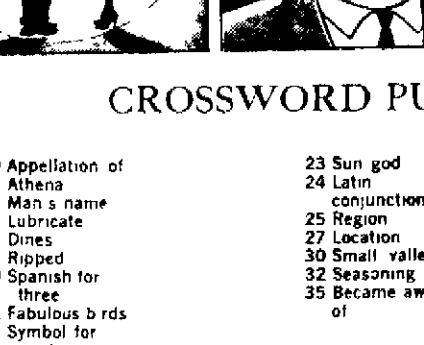 CROSSWORD PU
Appellation of
Athena
Man s name
Lubricate
Dines
Ripped
Spanish for
three
Fabulous b rds
Symbol for
23 Sun god
24 Latin
conjunction
25 Region
27 Location
30 Small valle
32 Seasoning
35 Became aw
of